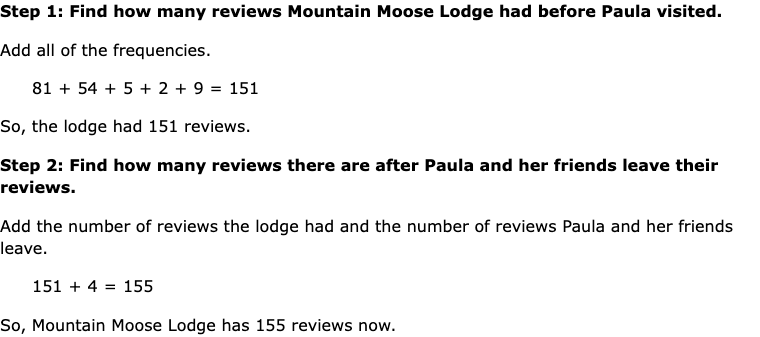 Step 1: Find how many reviews Mountain Moose Lodge had before Paula visited.
Add all of the frequencies.
81 + 54 + 5 + 2 + 9 = 151
So, the lodge had 151 reviews.
Step 2: Find how many reviews there are after Paula and her friends leave their
reviews.
Add the number of reviews the lodge had and the number of reviews Paula and her friends
leave.
151 + 4 = 155
So, Mountain Moose Lodge has 155 reviews now.